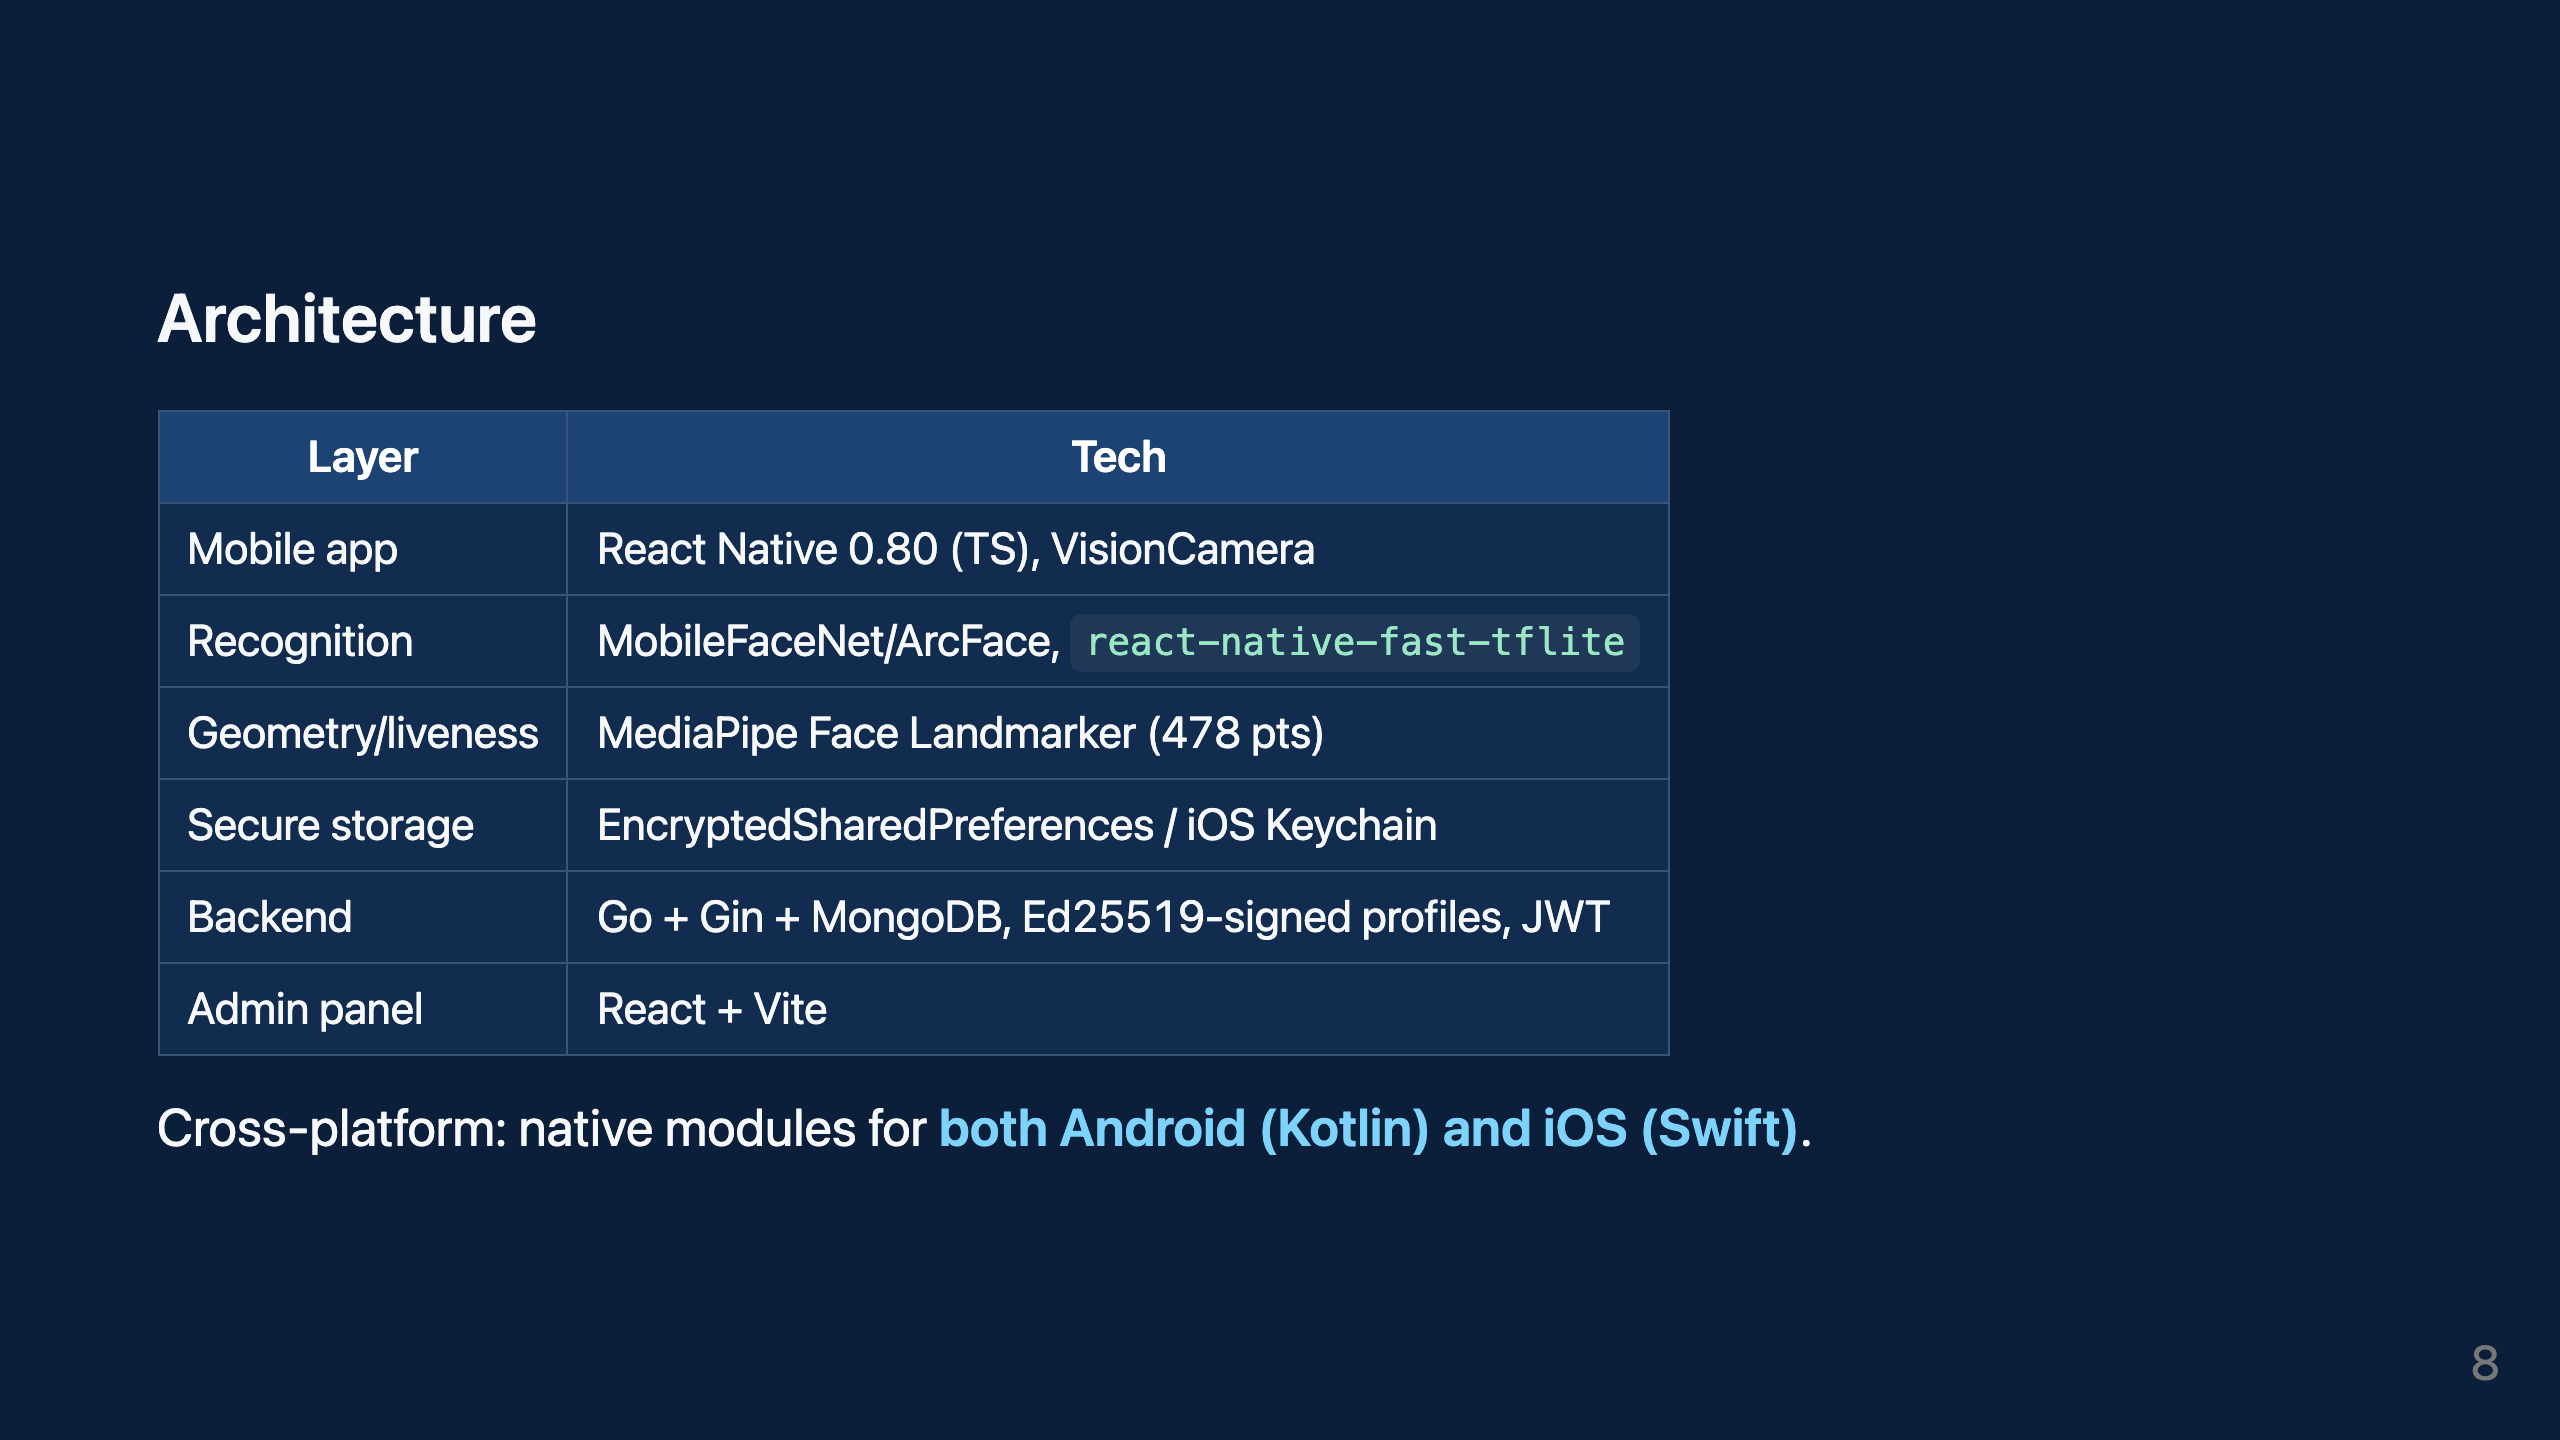 Architecture
Layer Tech
Mobile app React Native 0.80 (TS), VisionCamera
Recognition MobileFaceNet/ArcFace, react-native-fast-tflite
Geometry/liveness MediaPipe Face Landmarker (478 pts)
Secure storage EncryptedSharedPreferences / iOS Keychain
Backend Go + Gin + MongoDB, Ed25519-signed profiles, JWT
Admin panel React + Vite
Cross-platform: native modules for both Android (Kotlin) and iOS (Swift).
8